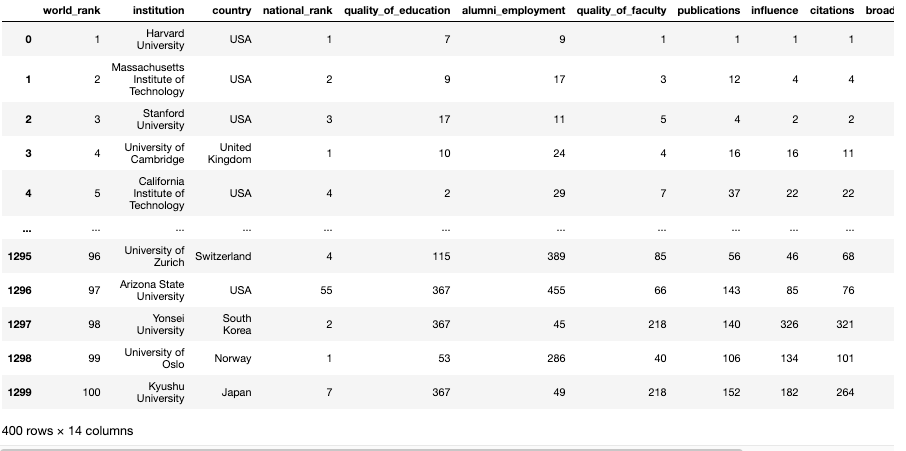 world_rank institution country national_rank quality_of_education alumni_employment quality_of_faculty publications influence citations broad
0 1 Harvard University USA 1 7 9 1 1 1 1
1 2 Massachusetts Institute of Technology USA 2 9 17 3 12 4 4
2 3 Stanford University USA 3 17 11 5 4 2 2
3 4 University of Cambridge United Kingdom 1 10 24 4 16 16 11
4 5 California Institute of Technology USA 4 2 29 7 37 22 22
... ... ... ... ... ... ... ... ... ... ...
1295 96 University of Zurich Switzerland 4 115 389 85 56 46 68
1296 97 Arizona State University USA 55 367 455 66 143 85 76
1297 98 Yonsei University South Korea 2 367 45 218 140 326 321
1298 99 University of Oslo Norway 1 53 286 40 106 134 101
1299 100 Kyushu University Japan 7 367 49 218 152 182 264
400 rows × 14 columns